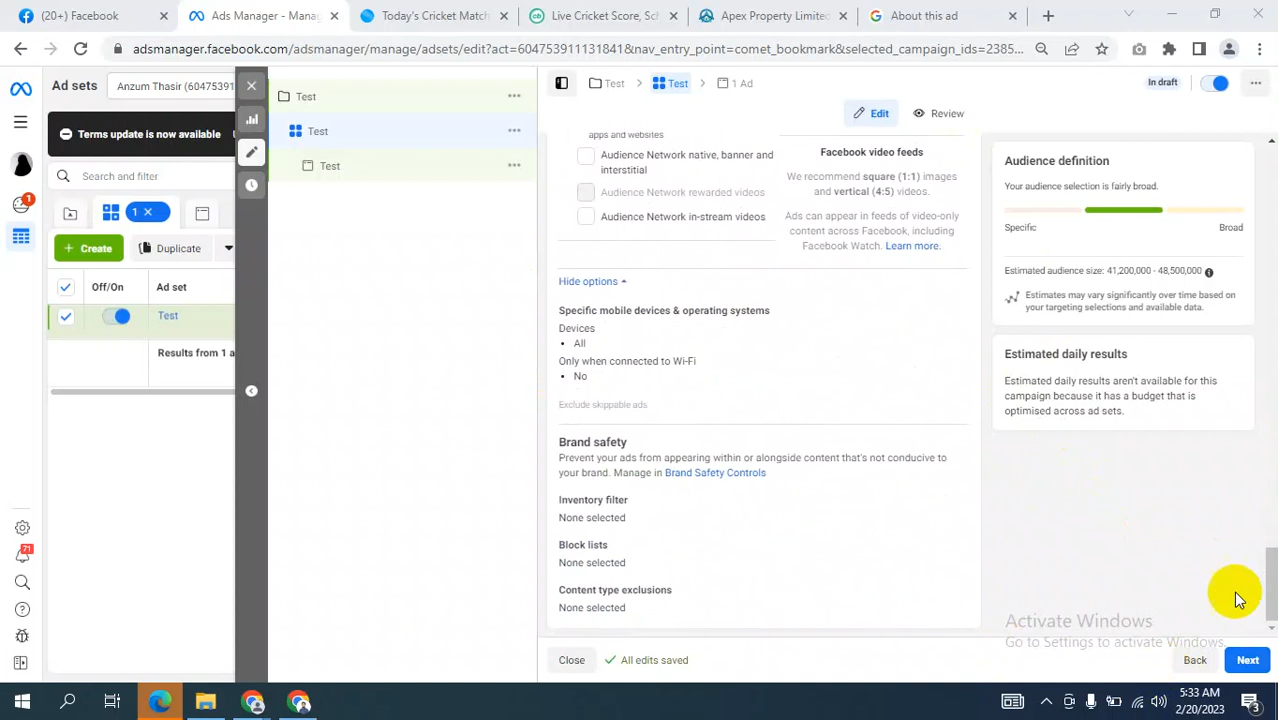 (20+) Facebook
Ads Manager - Manag
Today's Cricket Match
Live Cricket Score, Sch
Apex Property Limited
About this ad
adsmanager.facebook.com/adsmanager/manage/adsets/edit?act=604753911131841&nav_entry_point=comet_bookmark&selected_campaign_ids=2385...
Ad sets
Anzum Thasir (60475391
Terms update is now available
Search and filter
1
1
Create
Duplicate
Off/On
Ad set
Test
Results from 1 a
71
Test
Test
Test
Test
Test
1 Ad
In draft
Edit
Review
apps and websites
Audience Network native, banner and
interstitial
Audience Network rewarded videos
Audience Network in-stream videos
Facebook video feeds
We recommend square (1:1) images
and vertical (4:5) videos.
Ads can appear in feeds of video-only
content across Facebook, including
Facebook Watch. Learn more.
Hide options
Specific mobile devices & operating systems
Devices
• All
Only when connected to Wi-Fi
• No
Exclude skippable ads
Brand safety
Prevent your ads from appearing within or alongside content that's not conducive to
your brand. Manage in Brand Safety Controls
Inventory filter
None selected
Block lists
None selected
Content type exclusions
None selected
Audience definition
Your audience selection is fairly broad.
Specific
Broad
Estimated audience size: 41,200,000 - 48,500,000
Estimates may vary significantly over time based on
your targeting selections and available data.
Estimated daily results
Estimated daily results aren't available for this
campaign because it has a budget that is
optimised across ad sets.
Activate Windows
Go to Settings to activate Windows.
Close
All edits saved
Back
Next
5:33 AM
2/20/2023
3